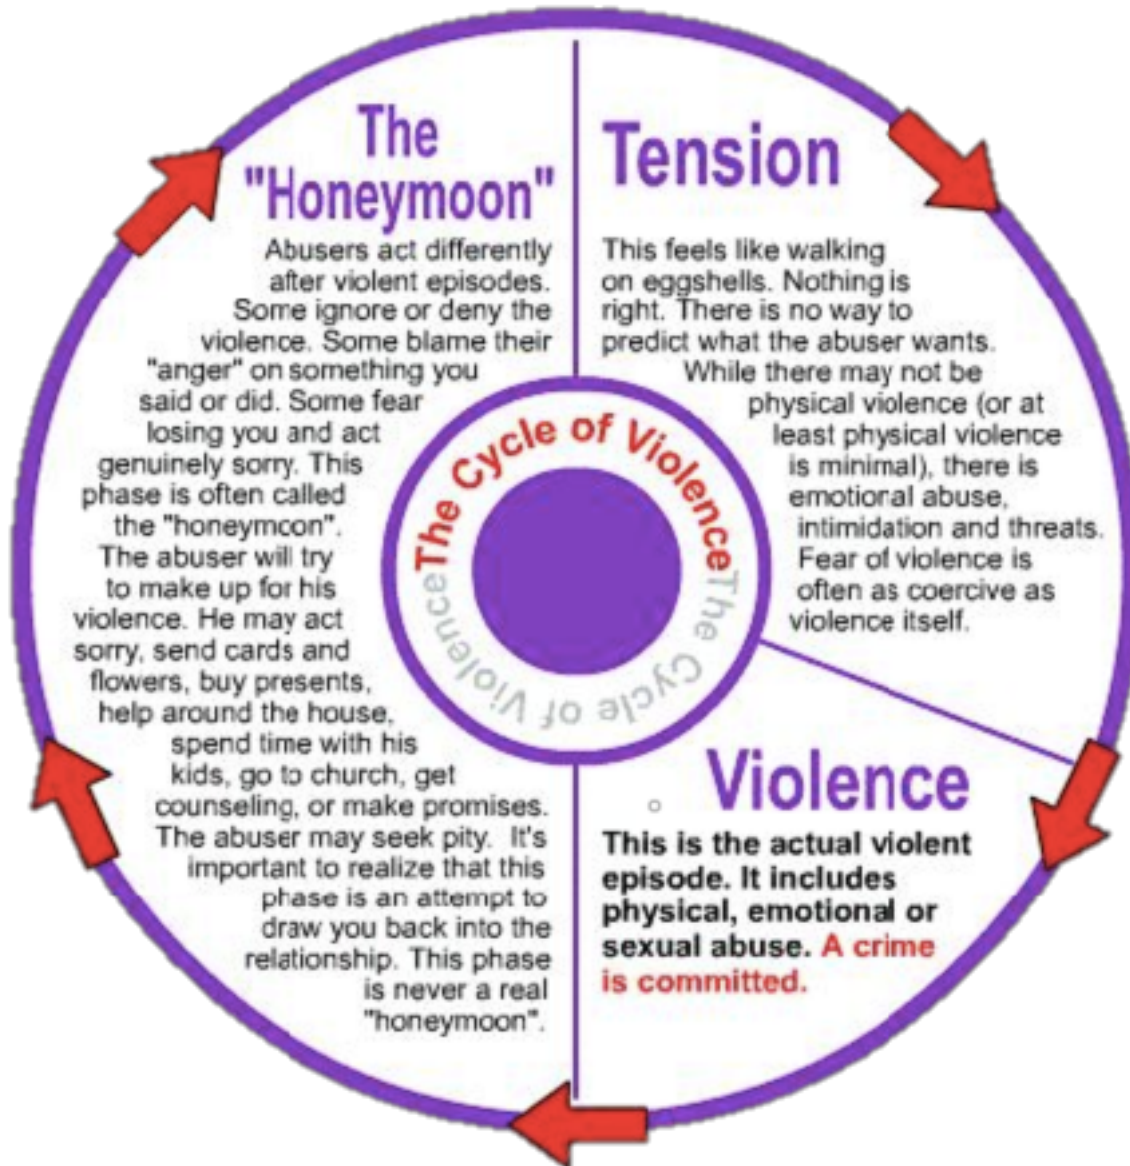 The
"Honeymoon"
Abusers act differently
after violent episodes.
Some ignore or deny the
violence. Some blame their
"anger" on something you
said or did. Some fear
losing you and act
genuinely sorry. This
phase is often called
the "honeymoon".
The abuser will try
to make up for his
violence. He may act
sorry, send cards and
flowers, buy presents,
help around the house,
spend time with his
kids, go to church, get
counseling, or make promises.
The abuser may seek pity. It's
important to realize that this
phase is an attempt to
draw you back into the
relationship. This phase
is never a real
"honeymoon".
Tension
This feels like walking
on eggshells. Nothing is
right. There is no way to
predict what the abuser wants.
While there may not be
physical violence (or at
least physical violence
is minimal), there is
emotional abuse,
intimidation and threats.
Fear of violence is
often as coercive as
violence itself.
Violence
This is the actual violent
episode. It includes
physical, emotional or
sexual abuse. A crime
is committed.
The Cycle of Violence
The Cycle of Violence